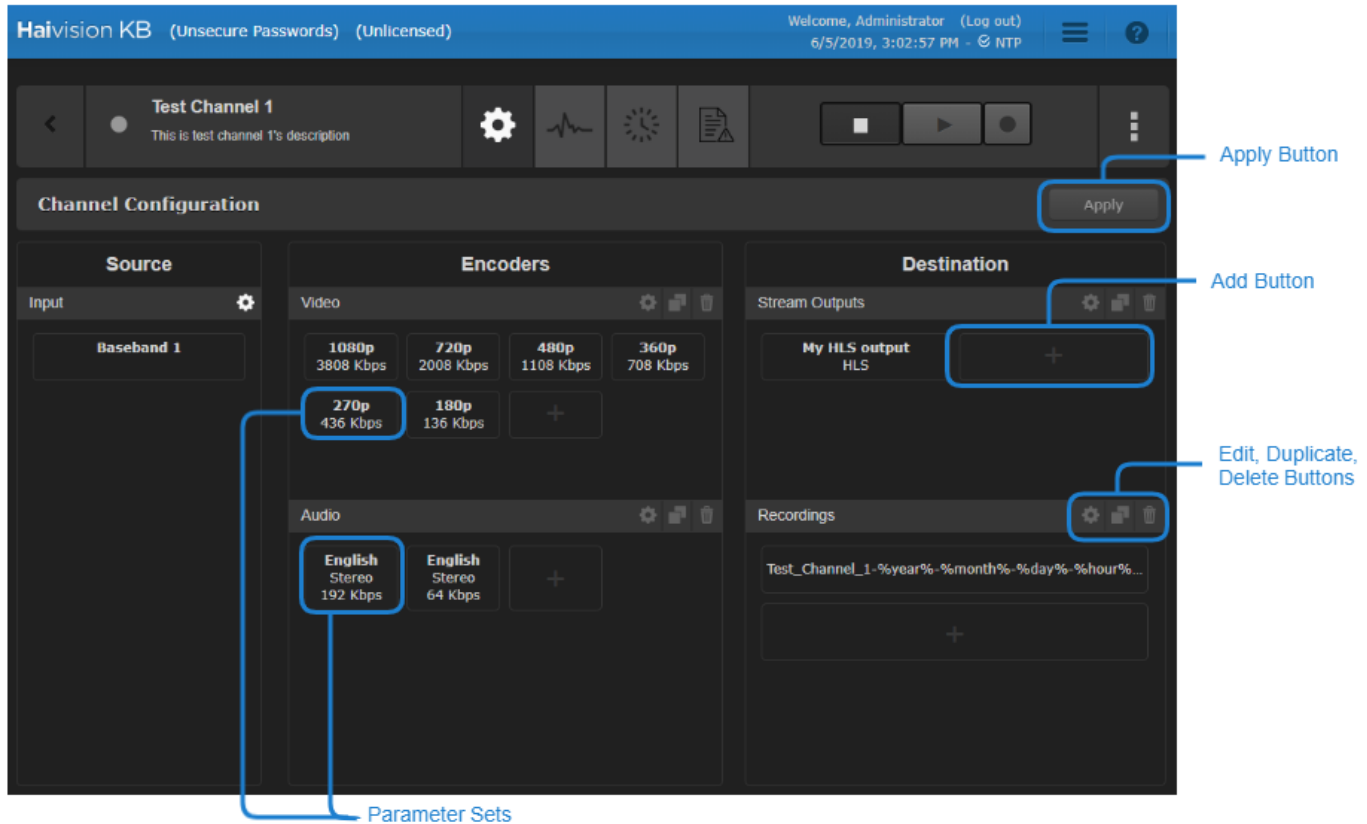 Haivision KB (Unsecure Passwords) (Unlicensed)
Welcome, Administrator (Log out)
6/5/2019, 3:02:57 PM - NTP
?
Test Channel 1
This is test channel 1's description
Apply Button
Channel Configuration
Apply
Source
Encoders
Destination
Add Button
Input
Video
Stream Outputs
Baseband 1
1080p
3808 Kbps
720p
2008 Kbps
480p
1108 Kbps
360p
708 Kbps
My HLS output
HLS
+
270p
436 Kbps
180p
136 Kbps
+
Edit, Duplicate,
Delete Buttons
Audio
Recordings
English
Stereo
192 Kbps
English
Stereo
64 Kbps
+
Test_Channel_1-%year%-%month%-%day%-%hour%...
+
Parameter Sets